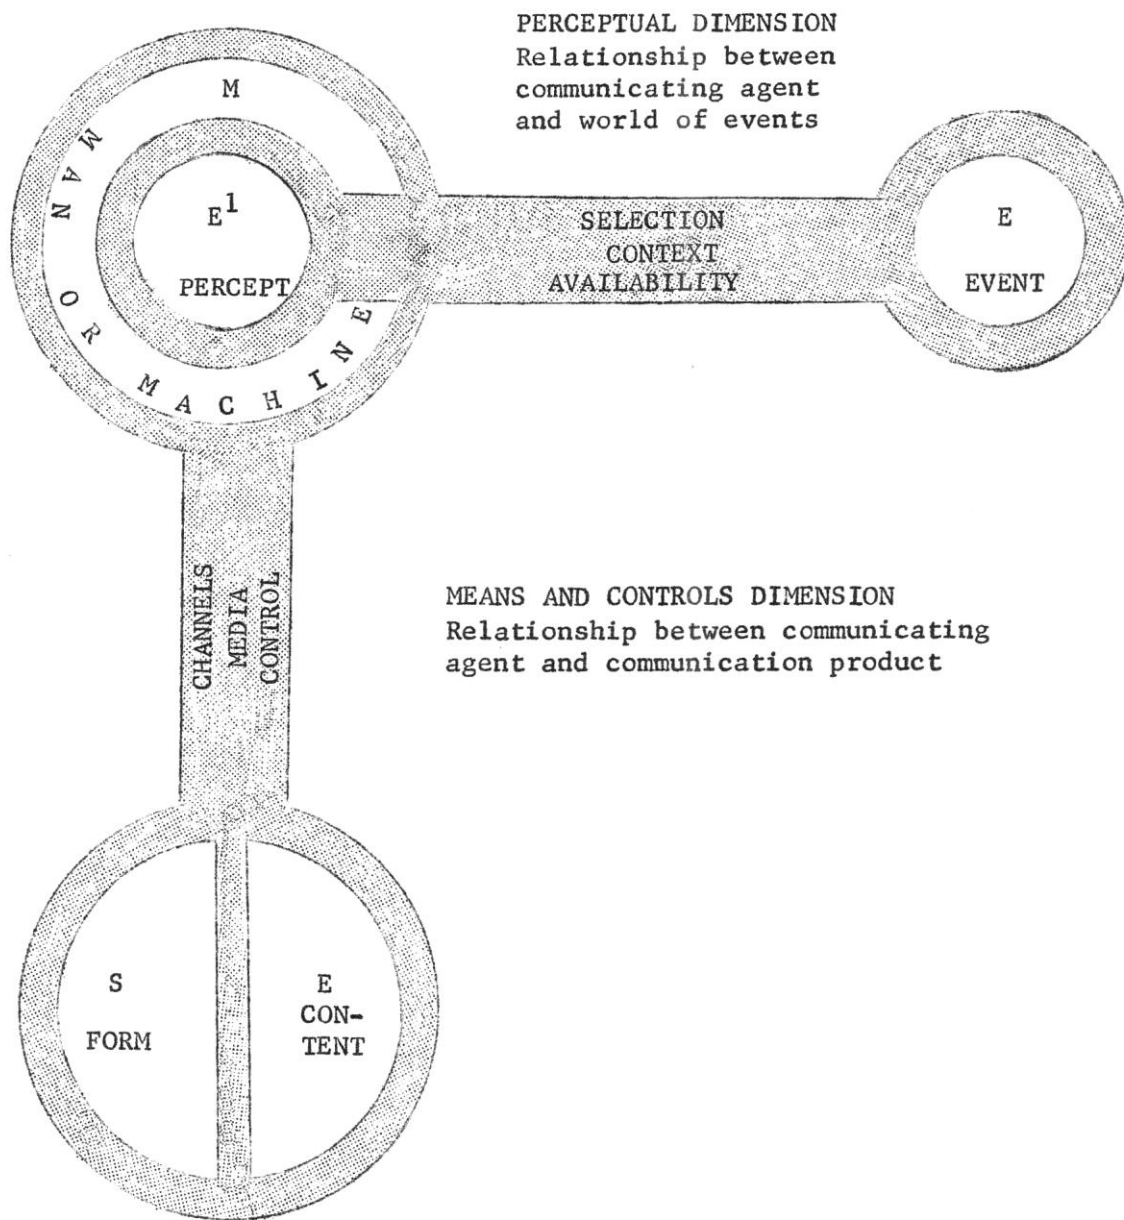 PERCEPTUAL DIMENSION
Relationship between
communicating agent
and world of events
M
MAN OR MACHINE
E¹
PERCEPT
SELECTION
CONTEXT
AVAILABILITY
E
EVENT
CHANNELS
MEDIA
CONTROL
MEANS AND CONTROLS DIMENSION
Relationship between communicating
agent and communication product
S
FORM
E
CON-
TENT